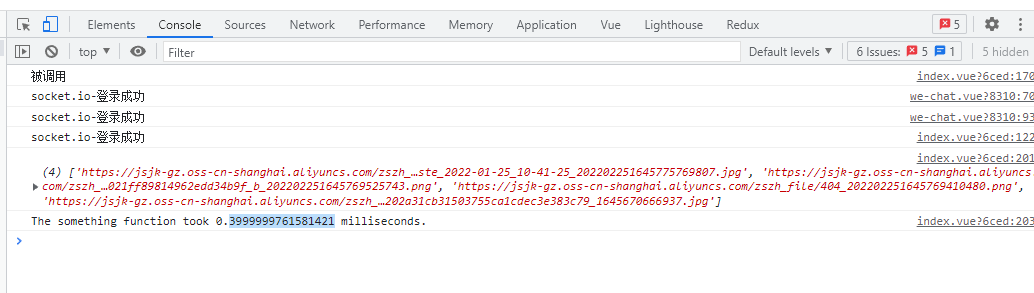 Elements Console Sources Network Performance Memory Application Vue Lighthouse Redux 5
top Filter Default levels 6 Issues: 5 1 5 hidden
被调用 index.vue?6ced:170
socket.io-登录成功 we-chat.vue?8310:70
socket.io-登录成功 we-chat.vue?8310:93
socket.io-登录成功 index.vue?6ced:122
index.vue?6ced:201
(4) ['https://jsjk-gz.oss-cn-shanghai.aliyuncs.com/zszh_…ste_2022-01-25_10-41-25_202202251645775769807.jpg', 'https://jsjk-gz.oss-cn-shanghai.aliyuncs.
com/zszh_…021ff89814962edd34b9f_b_202202251645769525743.png', 'https://jsjk-gz.oss-cn-shanghai.aliyuncs.com/zszh_file/404_202202251645769410480.png',
'https://jsjk-gz.oss-cn-shanghai.aliyuncs.com/zszh_…202a31cb31503755ca1cdec3e383c79_1645670666937.jpg']
The something function took 0.3999999761581421 milliseconds. index.vue?6ced:203